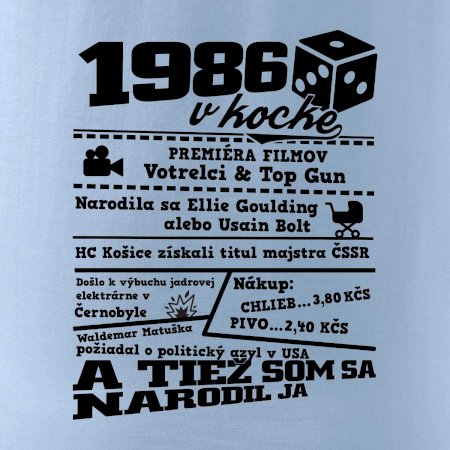 1986
v kocke
PREMIÉRA FILMOV
Votrelci & Top Gun
Narodila sa Ellie Goulding
alebo Usain Bolt
HC Košice získali titul majstra ČSSR
Došlo k výbuchu jadrovej
elektrárne v
Černobyle
Nákup:
CHLIEB...3,80 KČS
PIVO...2,40 KČS
Waldemar Matuška
požiadal o politický azyl v USA
A TIEŽ SOM SA
NARODIL JA